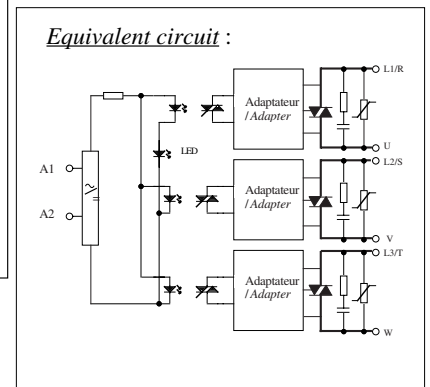 Equivalent circuit :
L1/R
Adaptateur
/Adapter
U
LED
L2/S
A1
Adaptateur
/Adapter
A2
V
L3/T
Adaptateur
/Adapter
W